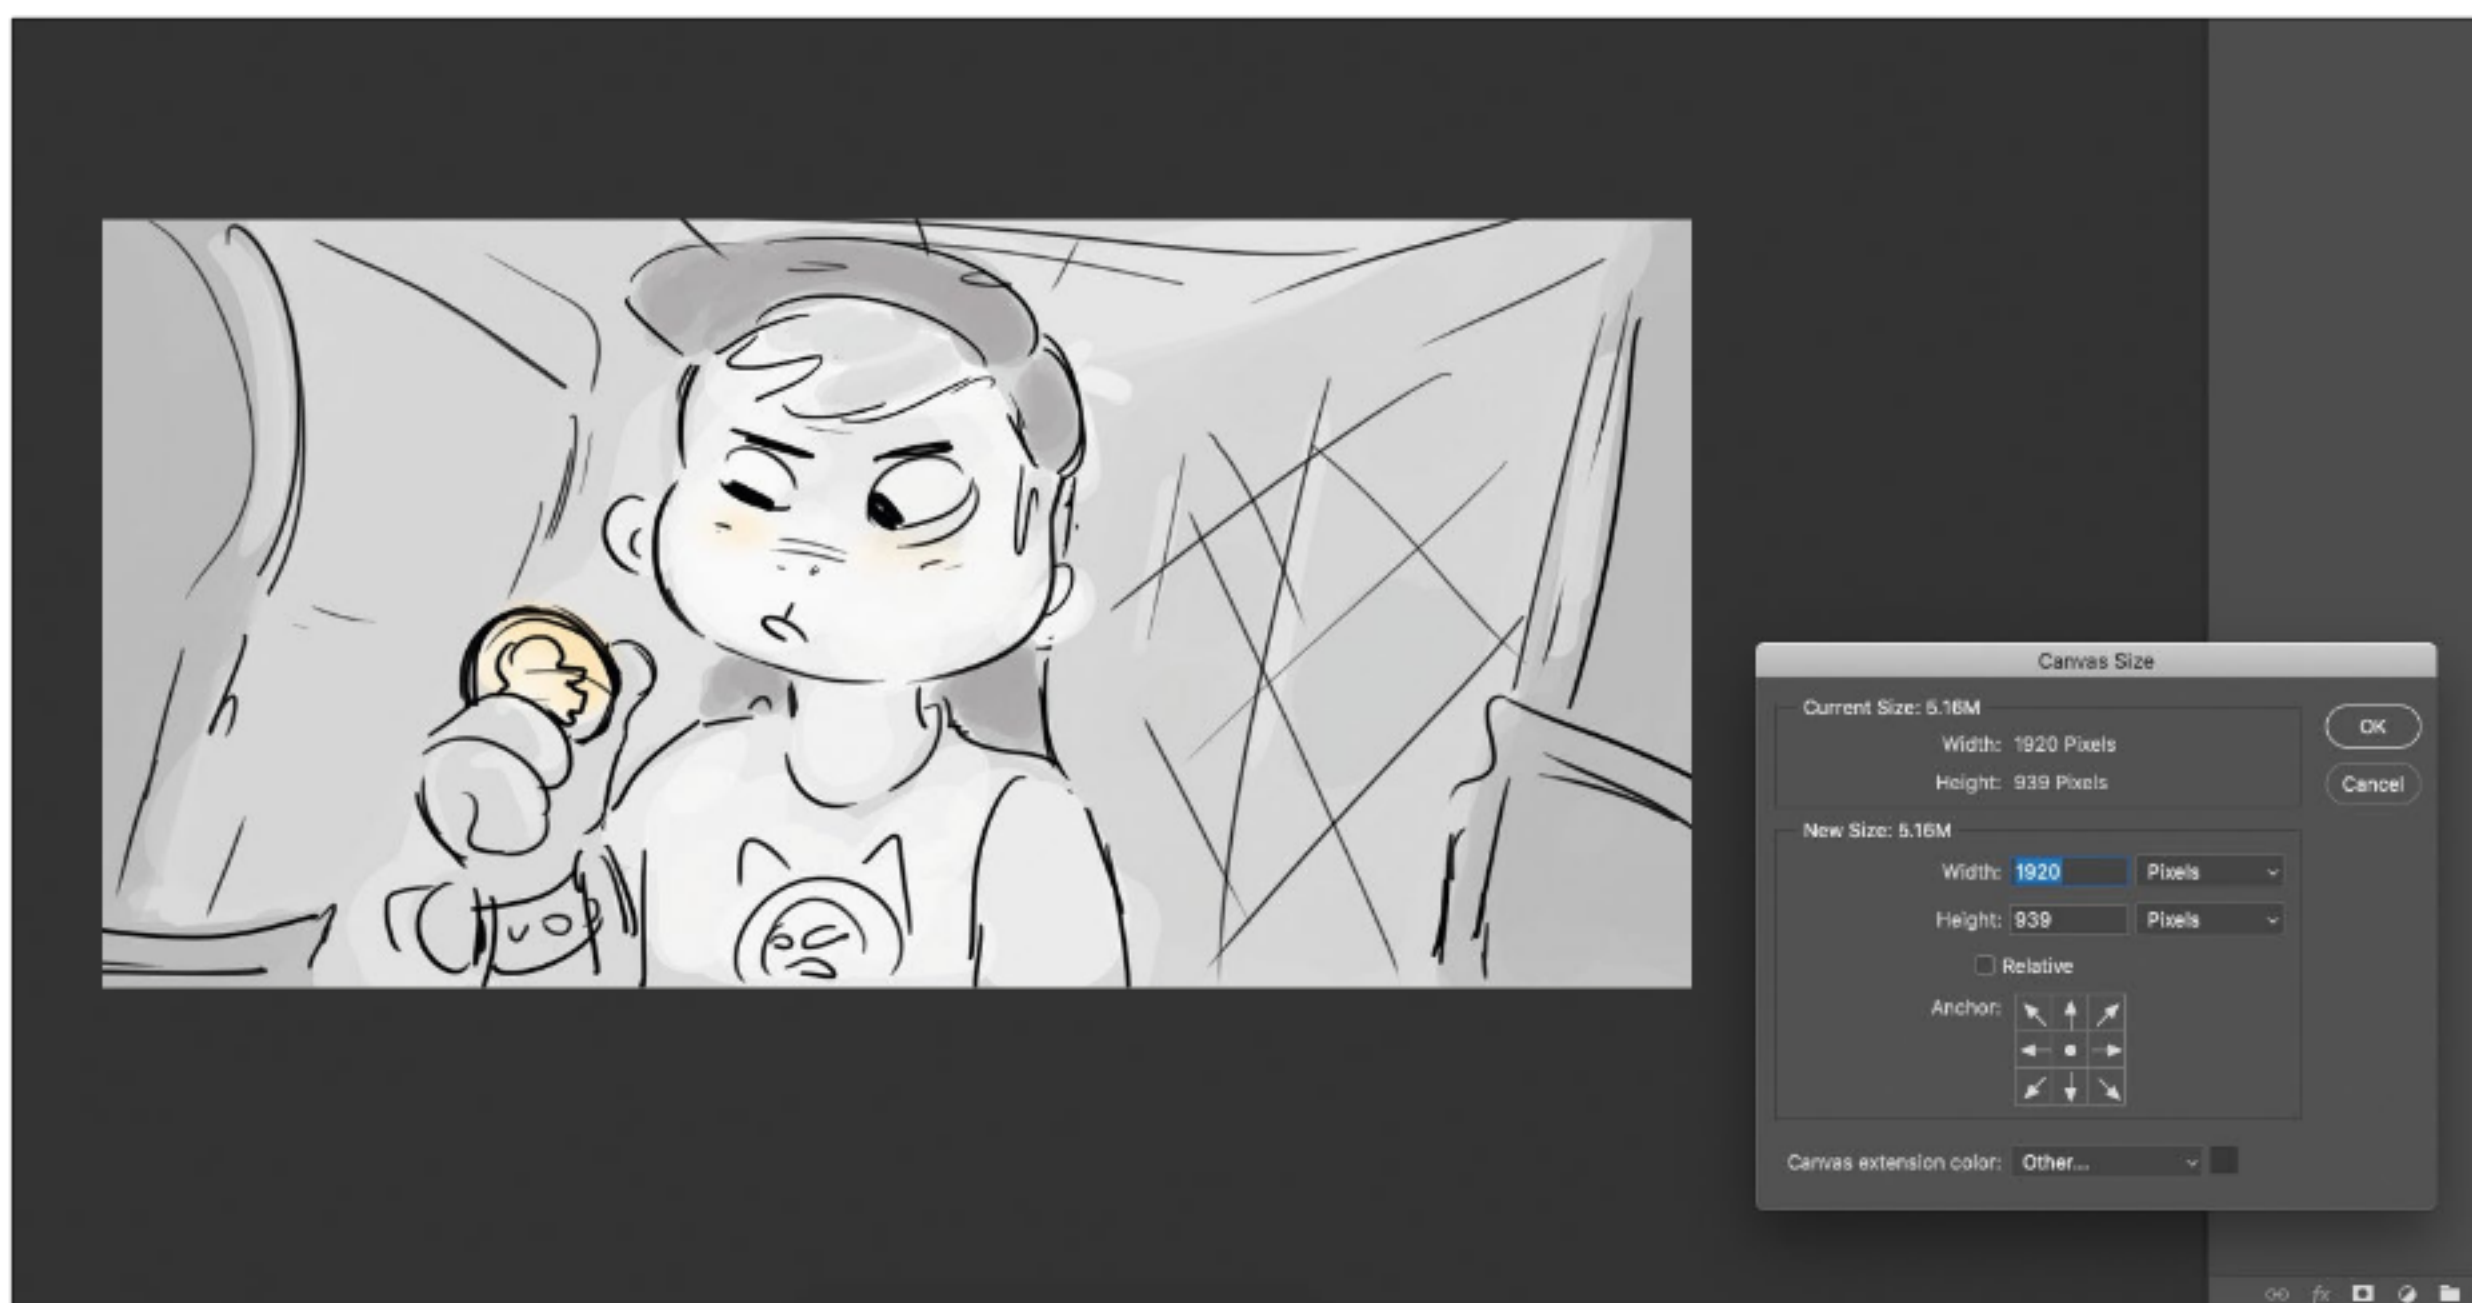 Canvas Size
Current Size: 5.16M
Width: 1920 Pixels
Height: 939 Pixels
OK
Cancel
New Size: 5.16M
Width: 1920 Pixels
Height: 939 Pixels
Relative
Anchor:
Canvas extension color: Other...
fx